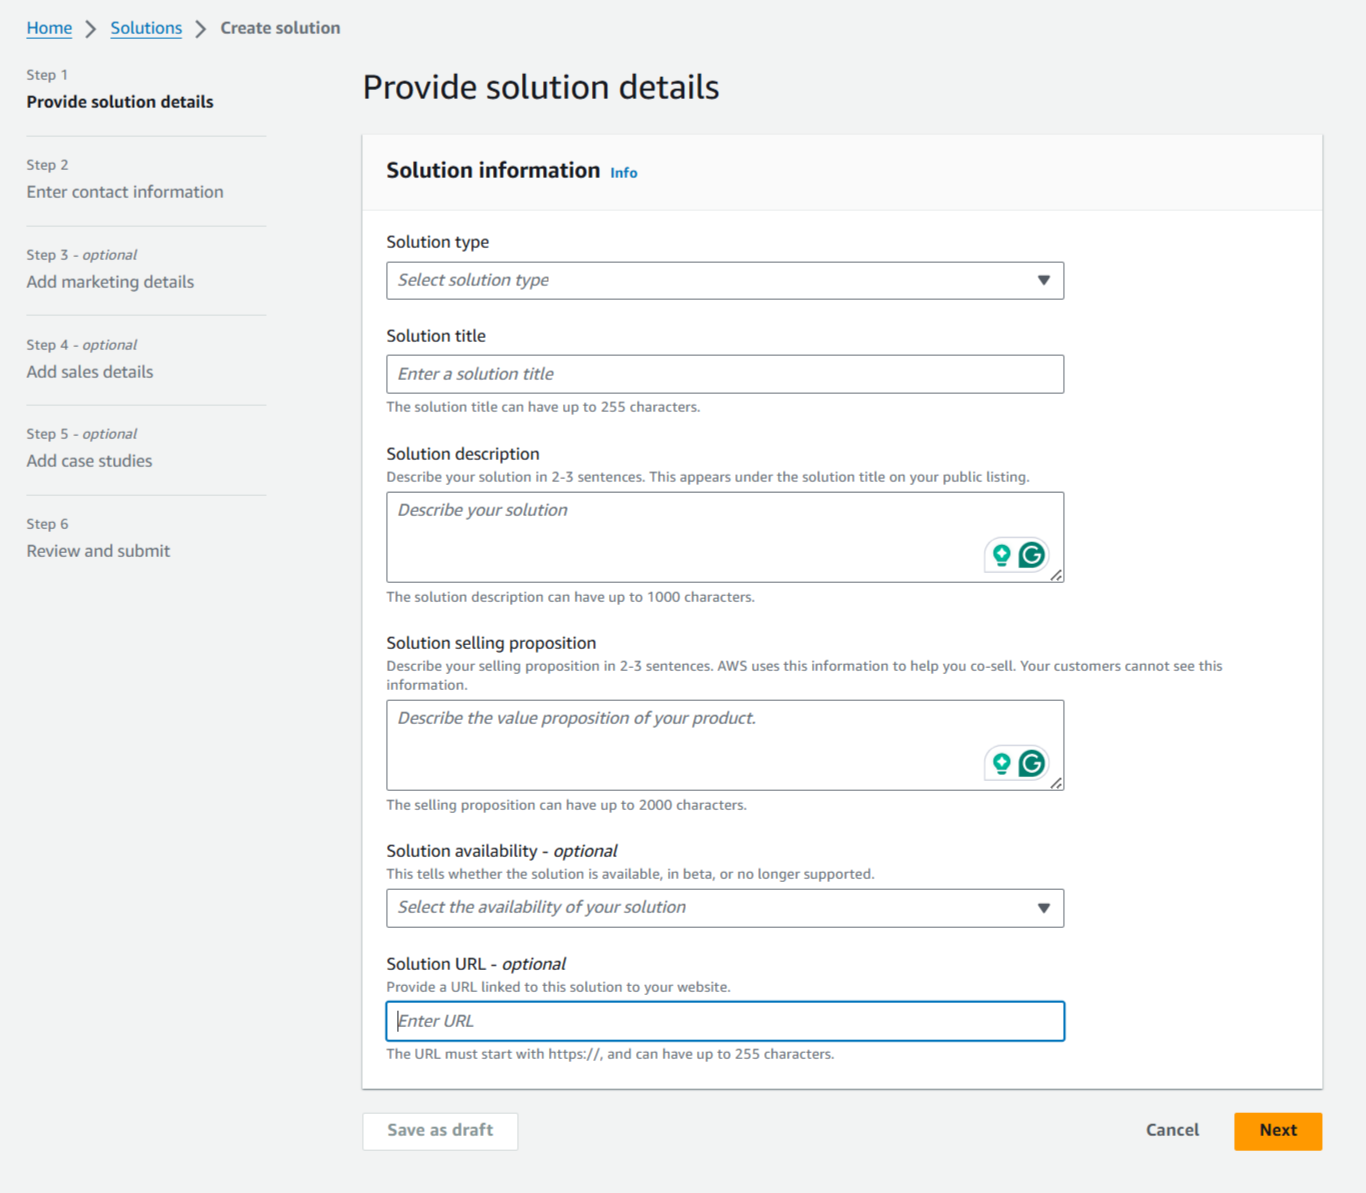 Home > Solutions > Create solution
Step 1
Provide solution details
Step 2
Enter contact information
Step 3 - optional
Add marketing details
Step 4 - optional
Add sales details
Step 5 - optional
Add case studies
Step 6
Review and submit
Provide solution details
Solution information Info
Solution type
Select solution type
Solution title
Enter a solution title
The solution title can have up to 255 characters.
Solution description
Describe your solution in 2-3 sentences. This appears under the solution title on your public listing.
Describe your solution
The solution description can have up to 1000 characters.
Solution selling proposition
Describe your selling proposition in 2-3 sentences. AWS uses this information to help you co-sell. Your customers cannot see this
information.
Describe the value proposition of your product.
The selling proposition can have up to 2000 characters.
Solution availability - optional
This tells whether the solution is available, in beta, or no longer supported.
Select the availability of your solution
Solution URL - optional
Provide a URL linked to this solution to your website.
Enter URL
The URL must start with https://, and can have up to 255 characters.
Save as draft
Cancel
Next